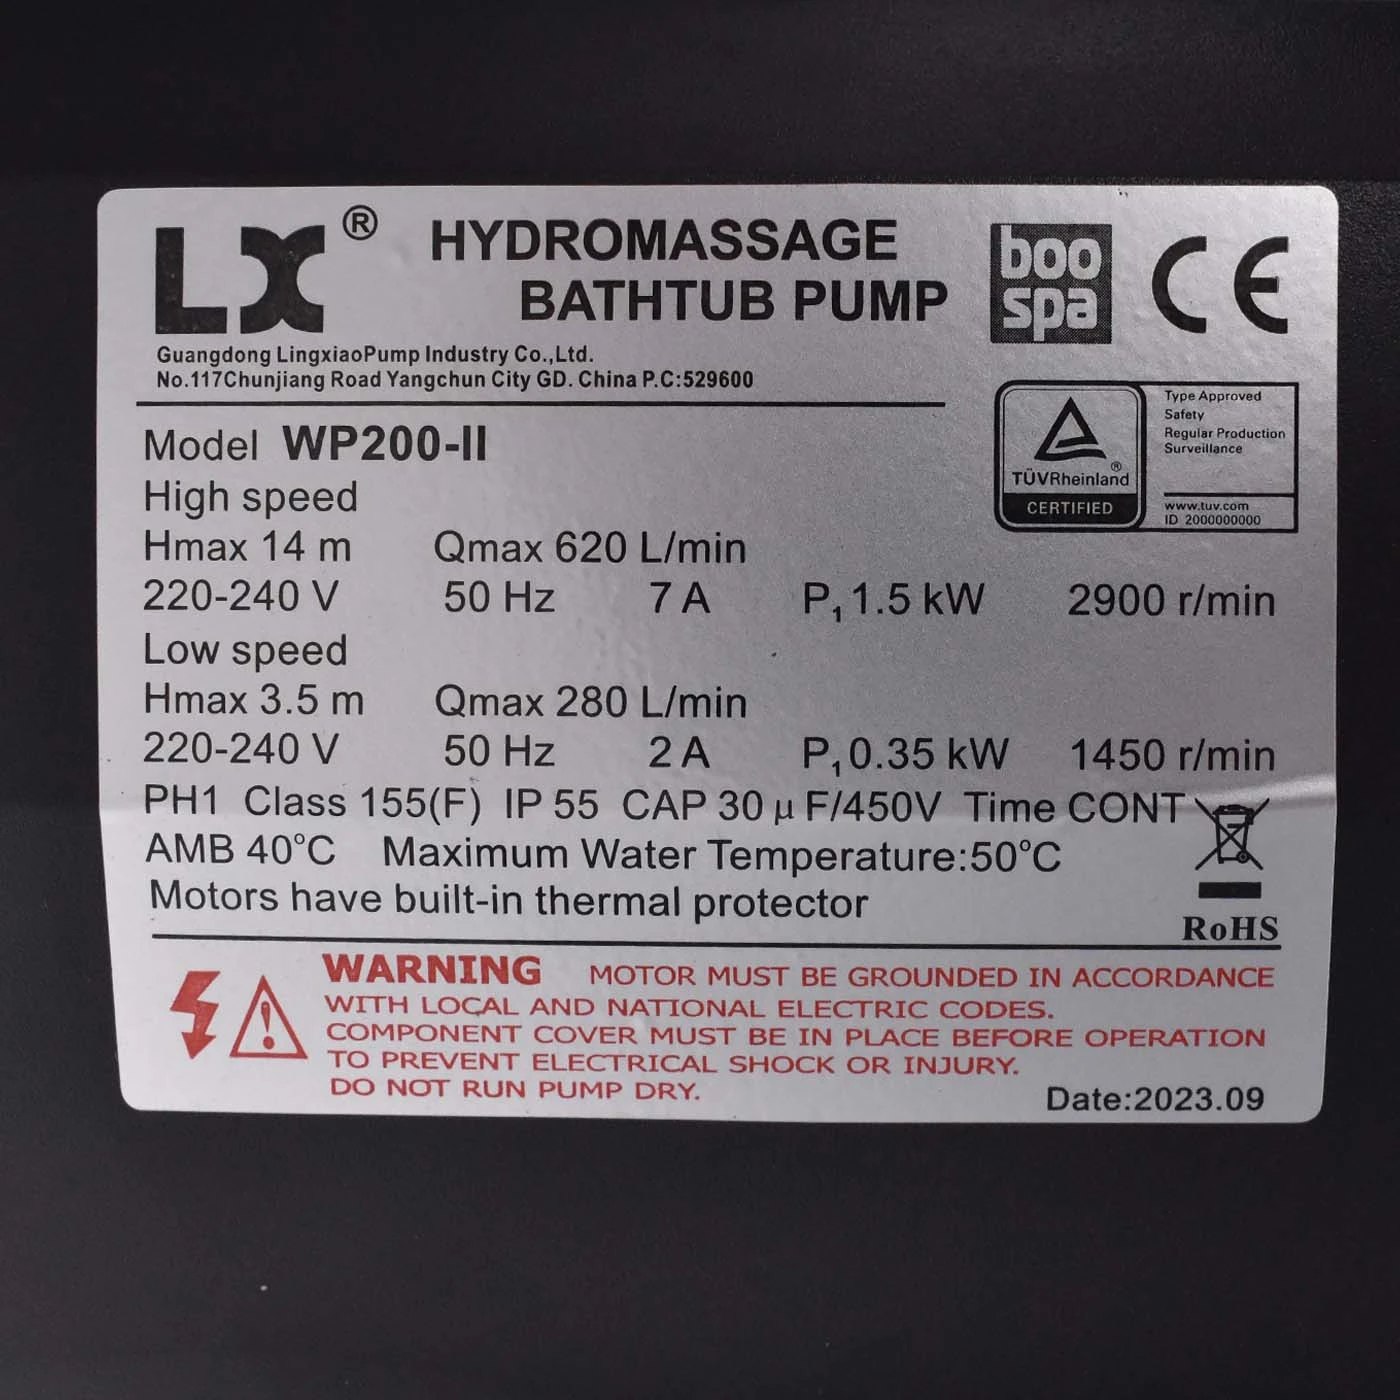 LX® HYDROMASSAGE
BATHTUB PUMP
boo
spa
CE
Guangdong LingxiaoPump Industry Co.,Ltd.
No.117Chunjiang Road Yangchun City GD. China P.C:529600
TÜVRheinland®
CERTIFIED
Type Approved
Safety
Regular Production
Surveillance
www.tuv.com
ID 2000000000
Model WP200-II
High speed
Hmax 14 m Qmax 620 L/min
220-240 V 50 Hz 7 A P,1.5 kW 2900 r/min
Low speed
Hmax 3.5 m Qmax 280 L/min
220-240 V 50 Hz 2 A P,0.35 kW 1450 r/min
PH1 Class 155(F) IP 55 CAP 30 μ F/450V Time CONT
AMB 40°C Maximum Water Temperature:50°C
Motors have built-in thermal protector
RoHS
WARNING MOTOR MUST BE GROUNDED IN ACCORDANCE
WITH LOCAL AND NATIONAL ELECTRIC CODES.
COMPONENT COVER MUST BE IN PLACE BEFORE OPERATION
TO PREVENT ELECTRICAL SHOCK OR INJURY.
DO NOT RUN PUMP DRY.
Date:2023.09